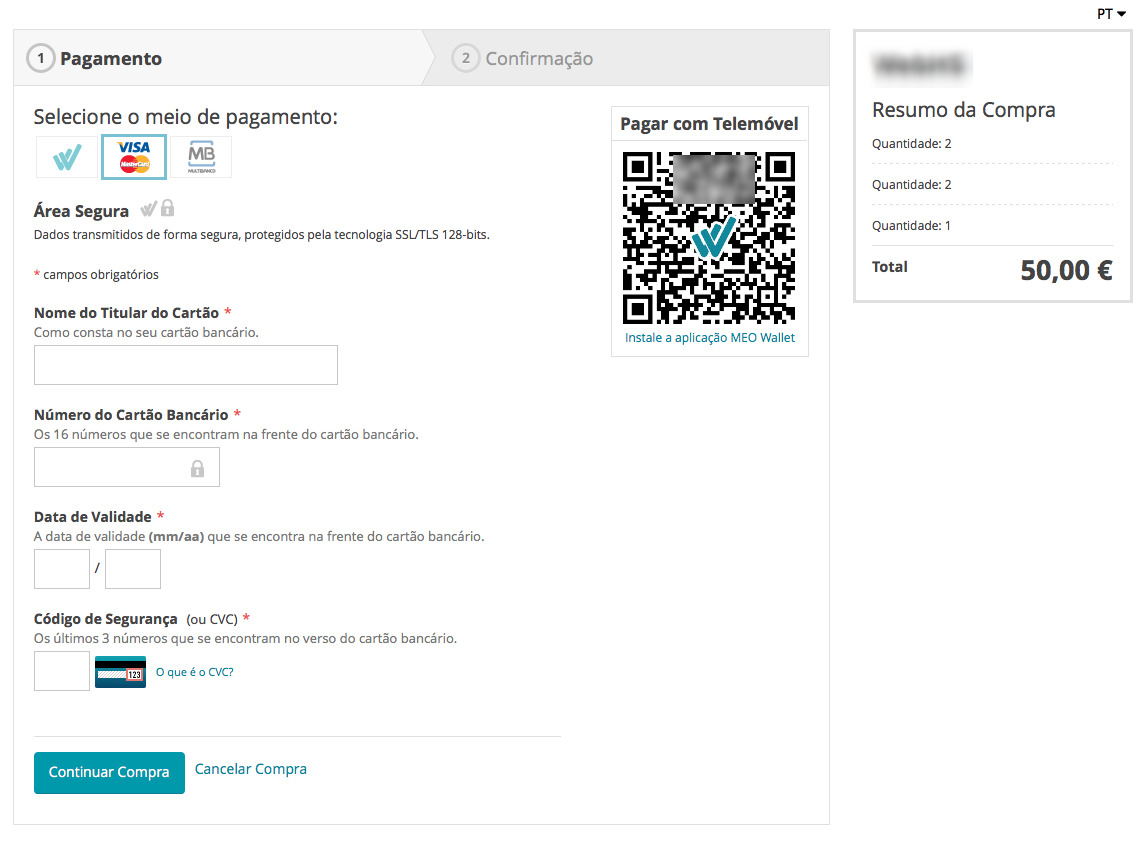 PT
1 Pagamento
2 Confirmação
Selecione o meio de pagamento:
VISA
MasterCard
MB
MULTIBANCO
Área Segura
Dados transmitidos de forma segura, protegidos pela tecnologia SSL/TLS 128-bits.
* campos obrigatórios
Nome do Titular do Cartão *
Como consta no seu cartão bancário.
Número do Cartão Bancário *
Os 16 números que se encontram na frente do cartão bancário.
Data de Validade *
A data de validade (mm/aa) que se encontra na frente do cartão bancário.
/
Código de Segurança (ou CVC) *
Os últimos 3 números que se encontram no verso do cartão bancário.
123
O que é o CVC?
Continuar Compra
Cancelar Compra
Pagar com Telemóvel
Instale a aplicação MEO Wallet
Resumo da Compra
Quantidade: 2
Quantidade: 2
Quantidade: 1
Total 50,00 €